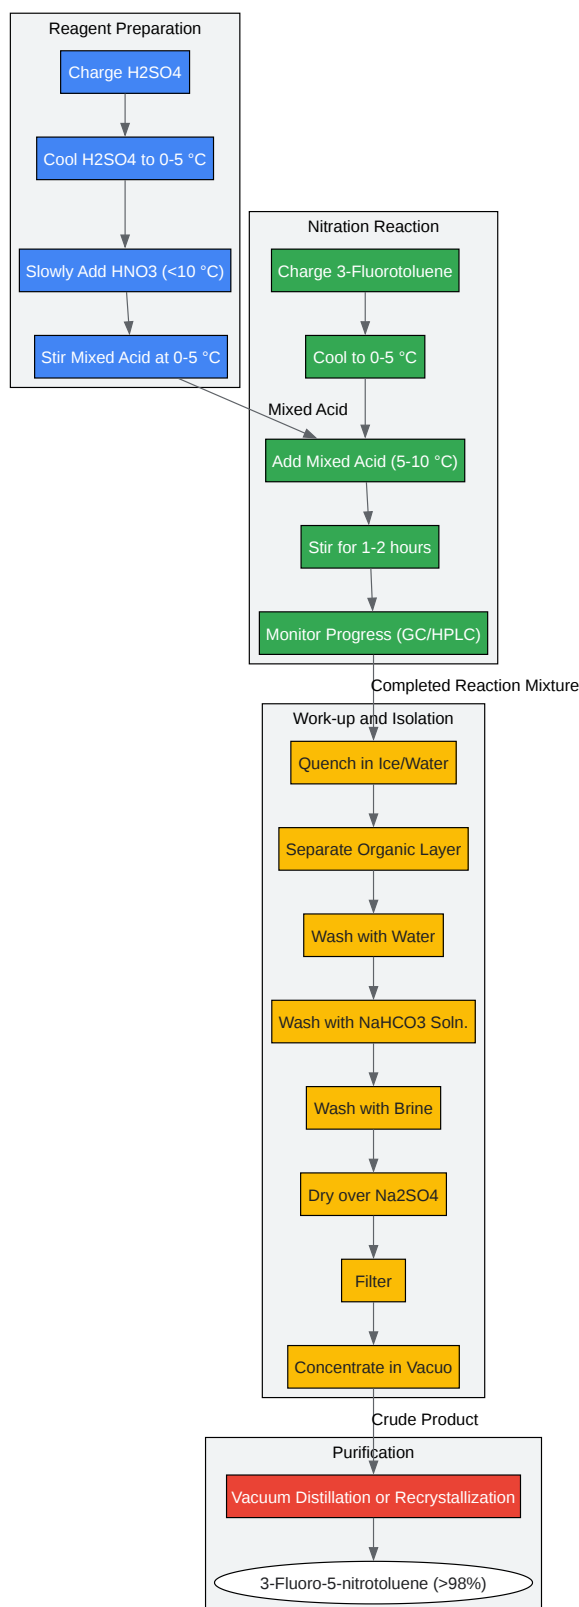 Reagent Preparation
Charge H2SO4
Cool H2SO4 to 0-5 °C
Slowly Add HNO3 (<10 °C)
Stir Mixed Acid at 0-5 °C
Nitration Reaction
Charge 3-Fluorotoluene
Cool to 0-5 °C
Mixed Acid
Add Mixed Acid (5-10 °C)
Stir for 1-2 hours
Monitor Progress (GC/HPLC)
Completed Reaction Mixture
Work-up and Isolation
Quench in Ice/Water
Separate Organic Layer
Wash with Water
Wash with NaHCO3 Soln.
Wash with Brine
Dry over Na2SO4
Filter
Concentrate in Vacuo
Crude Product
Purification
Vacuum Distillation or Recrystallization
3-Fluoro-5-nitrotoluene (>98%)